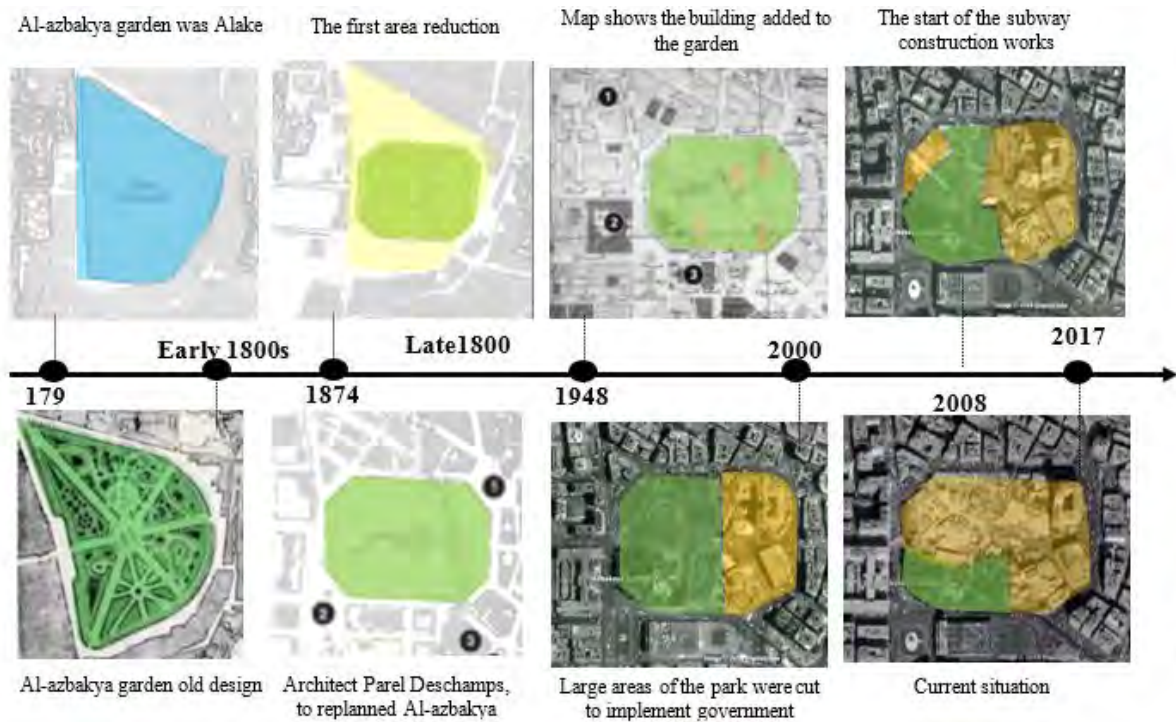 Al-azbakya garden was Alake
The first area reduction
Map shows the building added to
the garden
The start of the subway
construction works
1
2
3
Early 1800s
Late1800
2000
2017
179
1874
1948
2008
Al-azbakya garden old design
Architect Parel Deschamps,
to replanned Al-azbakya
Large areas of the park were cut
to implement government
Current situation